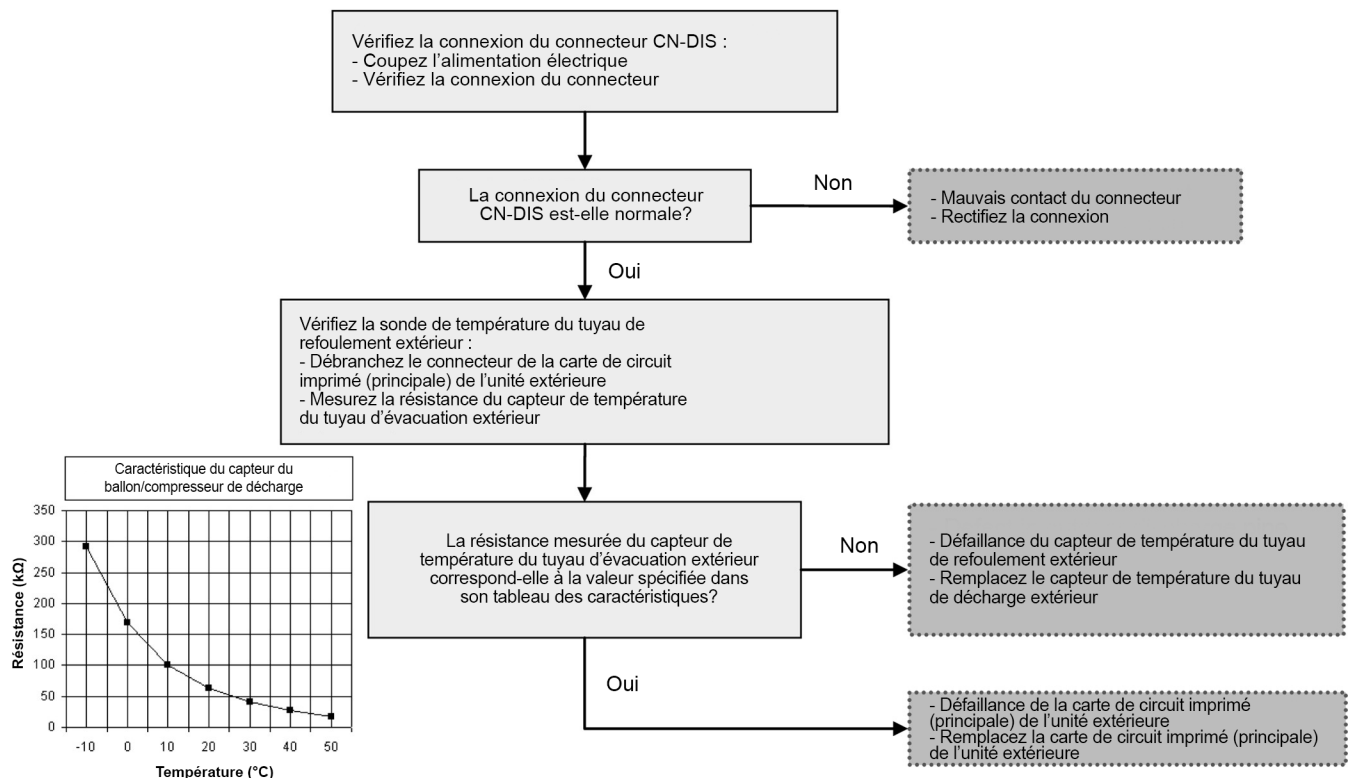 Vérifiez la connexion du connecteur CN-DIS :
- Coupez l'alimentation électrique
- Vérifiez la connexion du connecteur
La connexion du connecteur
CN-DIS est-elle normale?
Non
- Mauvais contact du connecteur
- Rectifiez la connexion
Oui
Vérifiez la sonde de température du tuyau de
refoulement extérieur :
- Débranchez le connecteur de la carte de circuit
imprimé (principale) de l'unité extérieure
- Mesurez la résistance du capteur de température
du tuyau d'évacuation extérieur
Caractéristique du capteur du
ballon/compresseur de décharge
350
300
250
200
150
100
50
0
-10 0 10 20 30 40 50
Résistance (kΩ)
Température (°C)
La résistance mesurée du capteur de
température du tuyau d'évacuation extérieur
correspond-elle à la valeur spécifiée dans
son tableau des caractéristiques?
Non
- Défaillance du capteur de température du tuyau
de refoulement extérieur
- Remplacez le capteur de température du tuyau
de décharge extérieur
Oui
- Défaillance de la carte de circuit imprimé
(principale) de l'unité extérieure
- Remplacez la carte de circuit imprimé (principale)
de l'unité extérieure